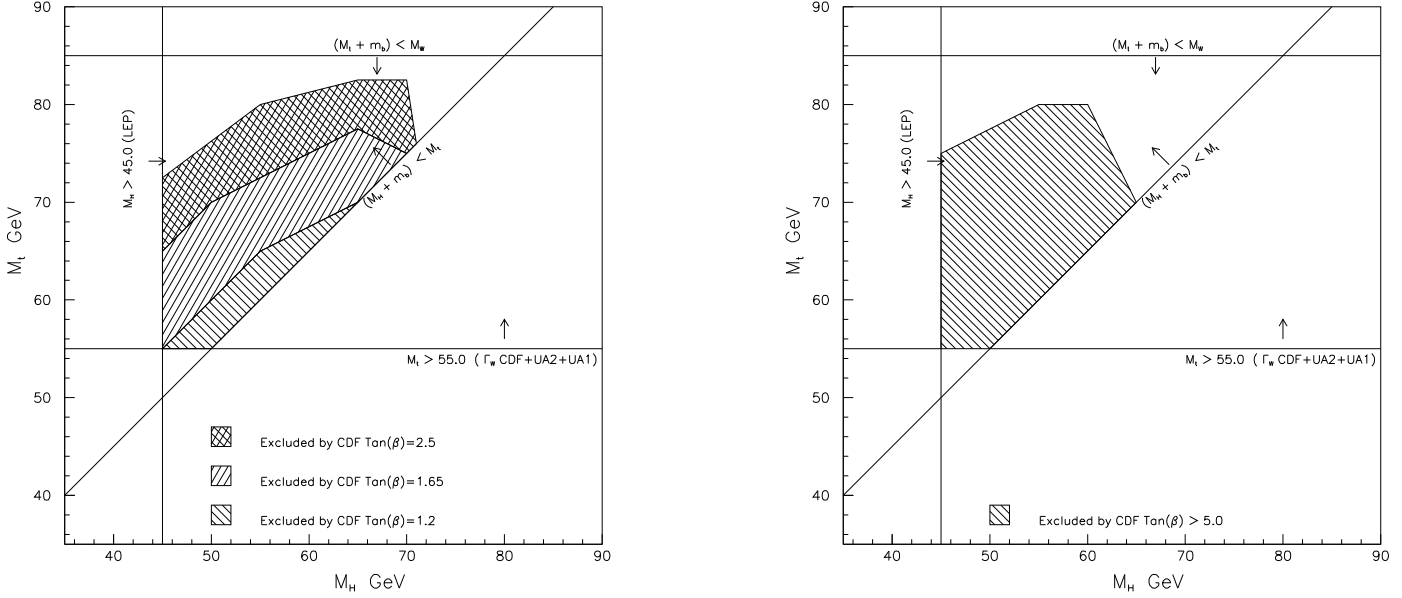 90
80
70
60
50
40
M_t GeV
(M_t + m_b) < M_W
M_H > 45.0 (LEP)
(M_H + m_b) < M_t
M_t > 55.0 ( Γ_W CDF+UA2+UA1)
Excluded by CDF Tan(β)=2.5
Excluded by CDF Tan(β)=1.65
Excluded by CDF Tan(β)=1.2
40 50 60 70 80 90
M_H GeV
90
80
70
60
50
40
M_t GeV
(M_t + m_b) < M_W
M_H > 45.0 (LEP)
(M_H + m_b) < M_t
M_t > 55.0 ( Γ_W CDF+UA2+UA1)
Excluded by CDF Tan(β) > 5.0
40 50 60 70 80 90
M_H GeV